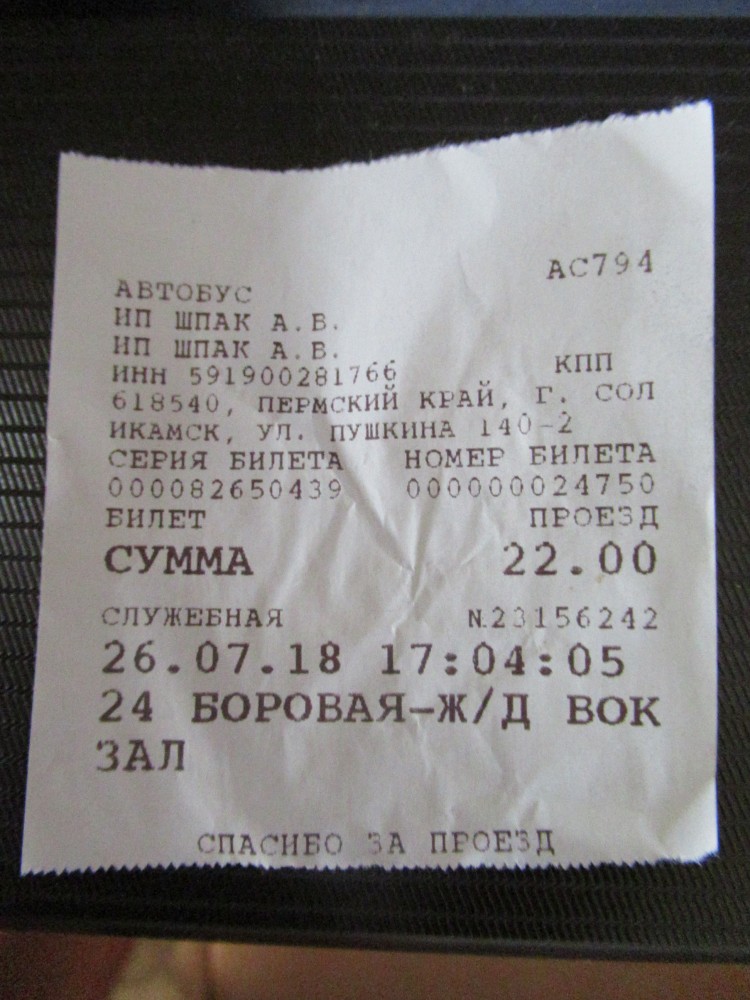 АС794
АВТОБУС
ИП ШПАК А.В.
ИП ШПАК А.В.
ИНН 591900281766 КПП
618540, ПЕРМСКИЙ КРАЙ, Г. СОЛ
ИКАМСК, УЛ. ПУШКИНА 140-2
СЕРИЯ БИЛЕТА НОМЕР БИЛЕТА
000082650439 000000024750
БИЛЕТ ПРОЕЗД
СУММА 22.00
СЛУЖЕБНАЯ №23156242
26.07.18 17:04:05
24 БОРОВАЯ-Ж/Д ВОК
ЗАЛ
СПАСИБО ЗА ПРОЕЗД